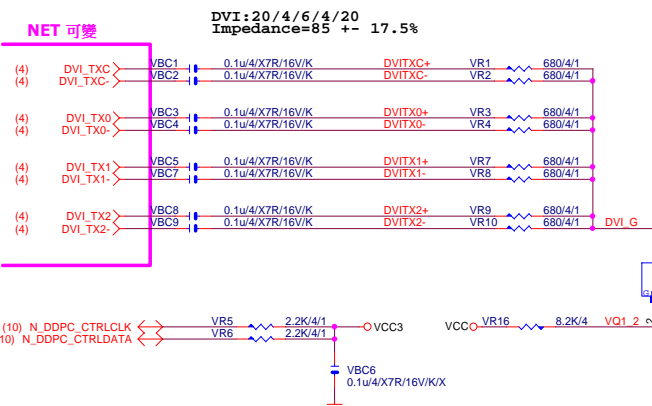 DVI:20/4/6/4/20
Impedance=85 +- 17.5%
NET 可變
(4) DVI_TXC VBC1 0.1u/4/X7R/16V/K DVITXC+ VR1 680/4/1
(4) DVI_TXC- VBC2 0.1u/4/X7R/16V/K DVITXC- VR2 680/4/1
(4) DVI_TX0 VBC3 0.1u/4/X7R/16V/K DVITX0+ VR3 680/4/1
(4) DVI_TX0- VBC4 0.1u/4/X7R/16V/K DVITX0- VR4 680/4/1
(4) DVI_TX1 VBC5 0.1u/4/X7R/16V/K DVITX1+ VR7 680/4/1
(4) DVI_TX1- VBC7 0.1u/4/X7R/16V/K DVITX1- VR8 680/4/1
(4) DVI_TX2 VBC8 0.1u/4/X7R/16V/K DVITX2+ VR9 680/4/1
(4) DVI_TX2- VBC9 0.1u/4/X7R/16V/K DVITX2- VR10 680/4/1
DVI_G
G
(10) N_DDPC_CTRLCLK VR5 2.2K/4/1 VCC3 VCC VR16 8.2K/4 VQ1_2 2
10) N_DDPC_CTRLDATA VR6 2.2K/4/1
VBC6
0.1u/4/X7R/16V/K/X